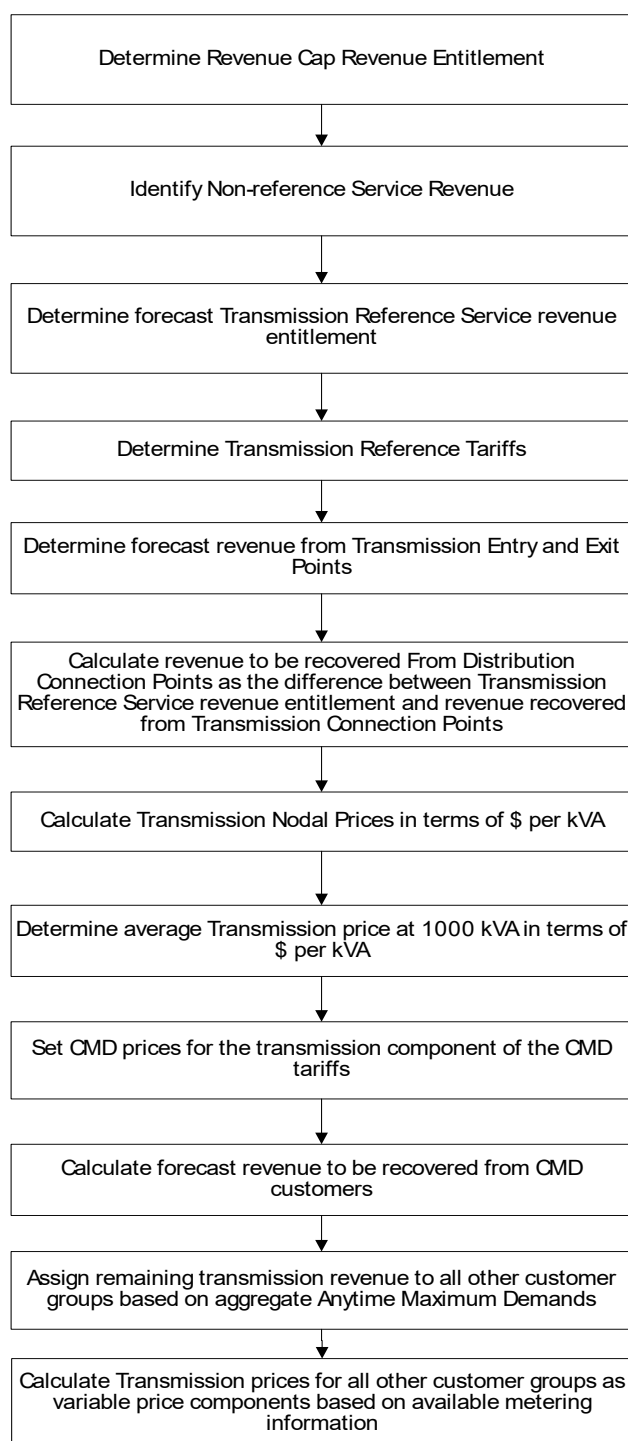 Determine Revenue Cap Revenue Entitlement
Identify Non-reference Service Revenue
Determine forecast Transmission Reference Service revenue
entitlement
Determine Transmission Reference Tariffs
Determine forecast revenue from Transmission Entry and Exit
Points
Calculate revenue to be recovered From Distribution
Connection Points as the difference between Transmission
Reference Service revenue entitlement and revenue recovered
from Transmission Connection Points
Calculate Transmission Nodal Prices in terms of $ per kVA
Determine average Transmission price at 1000 kVA in terms of
$ per kVA
Set CMD prices for the transmission component of the CMD
tariffs
Calculate forecast revenue to be recovered from CMD
customers
Assign remaining transmission revenue to all other customer
groups based on aggregate Anytime Maximum Demands
Calculate Transmission prices for all other customer groups as
variable price components based on available metering
information